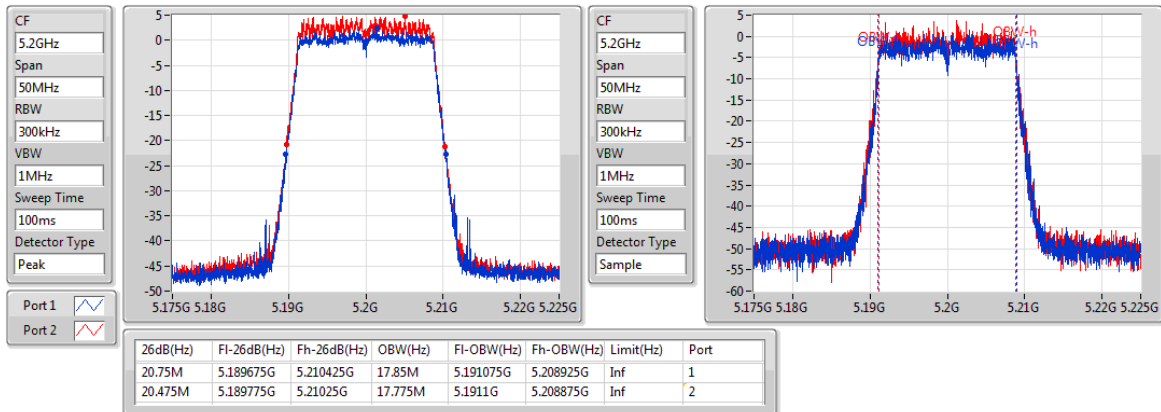 CF
5.2GHz
Span
50MHz
RBW
300kHz
VBW
1MHz
Sweep Time
100ms
Detector Type
Peak
Port 1
Port 2
5
0
-5
-10
-15
-20
-25
-30
-35
-40
-45
-50
5.175G 5.18G 5.19G 5.2G 5.21G 5.225G
CF
5.2GHz
Span
50MHz
RBW
300kHz
VBW
1MHz
Sweep Time
100ms
Detector Type
Sample
5
0
-5
-10
-15
-20
-25
-30
-35
-40
-45
-50
-55
-60
OBW-h
5.175G 5.18G 5.19G 5.2G 5.21G 5.225G
26dB(Hz) Fl-26dB(Hz) Fh-26dB(Hz) OBW(Hz) Fl-OBW(Hz) Fh-OBW(Hz) Limit(Hz) Port
20.75M 5.189675G 5.210425G 17.85M 5.191075G 5.208925G Inf 1
20.475M 5.189775G 5.21025G 17.775M 5.1911G 5.208875G Inf 2